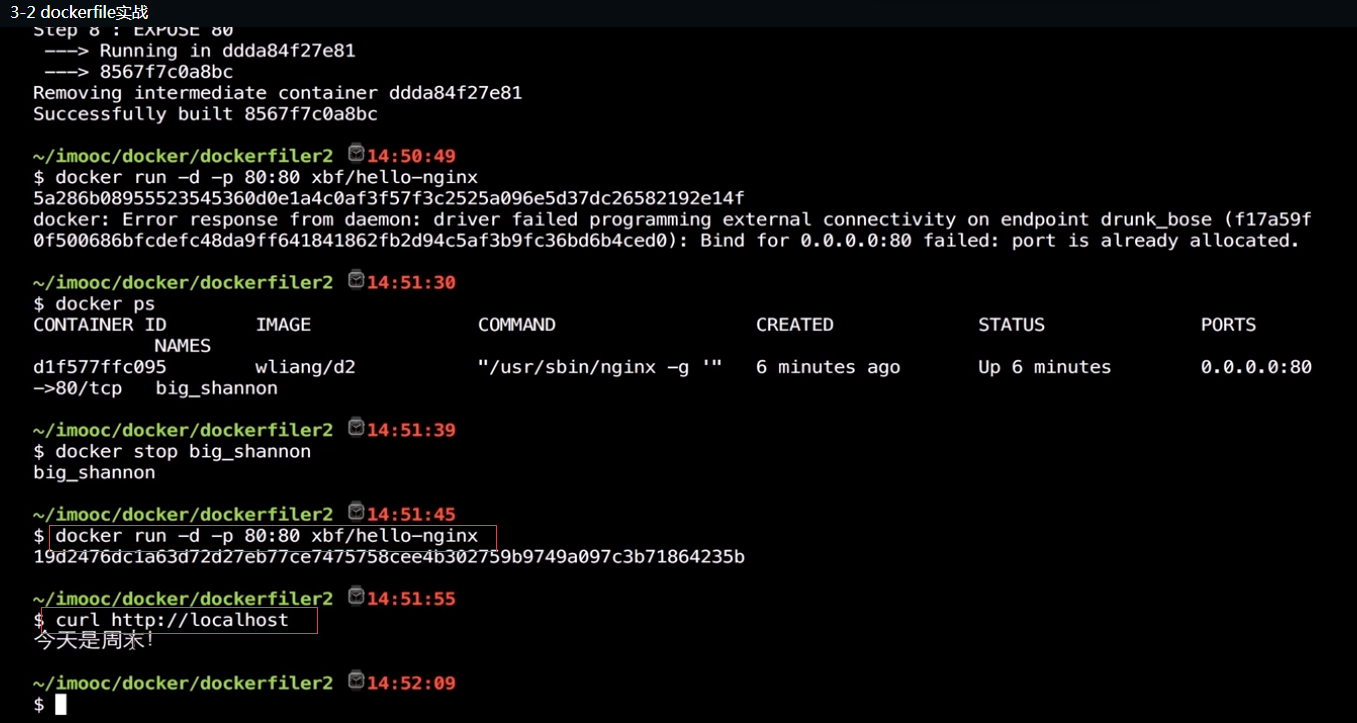 3-2 dockerfile实战
Step 8 : EXPOSE 80
---> Running in ddda84f27e81
---> 8567f7c0a8bc
Removing intermediate container ddda84f27e81
Successfully built 8567f7c0a8bc
~/imooc/docker/dockerfiler2 14:50:49
$ docker run -d -p 80:80 xbf/hello-nginx
5a286b08955523545360d0e1a4c0af3f57f3c2525a096e5d37dc26582192e14f
docker: Error response from daemon: driver failed programming external connectivity on endpoint drunk_bose (f17a59f
0f500686bfcdefc48da9ff641841862fb2d94c5af3b9fc36bd6b4ced0): Bind for 0.0.0.0:80 failed: port is already allocated.
~/imooc/docker/dockerfiler2 14:51:30
$ docker ps
CONTAINER ID IMAGE COMMAND CREATED STATUS PORTS
NAMES
d1f577ffc095 wliang/d2 "/usr/sbin/nginx -g '" 6 minutes ago Up 6 minutes 0.0.0.0:80
->80/tcp big_shannon
~/imooc/docker/dockerfiler2 14:51:39
$ docker stop big_shannon
big_shannon
~/imooc/docker/dockerfiler2 14:51:45
$ docker run -d -p 80:80 xbf/hello-nginx
19d2476dc1a63d72d27eb77ce7475758cee4b302759b9749a097c3b71864235b
~/imooc/docker/dockerfiler2 14:51:55
$ curl http://localhost
今天是周末！
~/imooc/docker/dockerfiler2 14:52:09
$